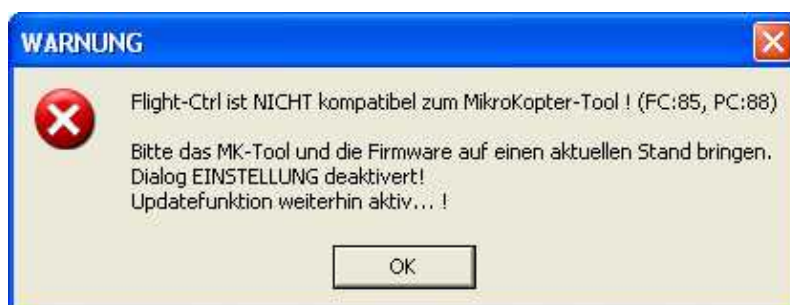 WARNUNG
Flight-Ctrl ist NICHT kompatibel zum MikroKopter-Tool ! (FC:85, PC:88)
Bitte das MK-Tool und die Firmware auf einen aktuellen Stand bringen.
Dialog EINSTELLUNG deaktivert!
Updatefunktion weiterhin aktiv... !
OK